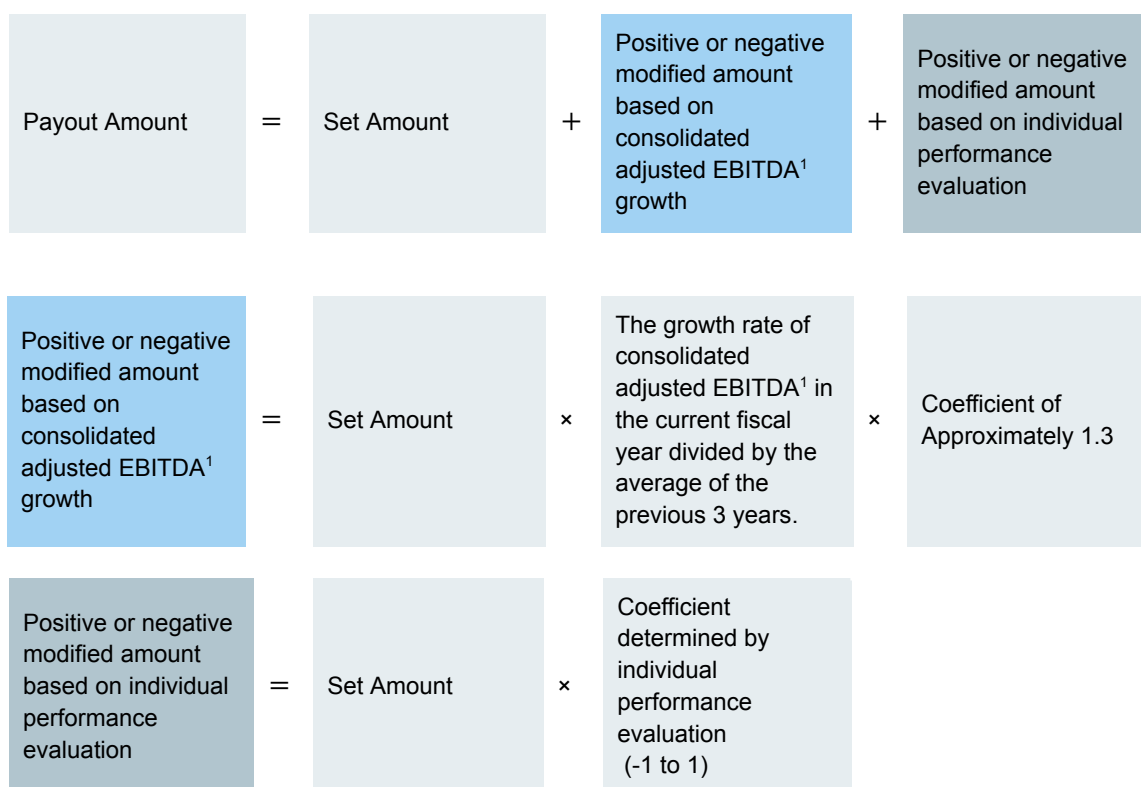 Payout Amount
=
Set Amount
+
Positive or negative
modified amount
based on
consolidated
adjusted EBITDA¹
growth
+
Positive or negative
modified amount
based on individual
performance
evaluation
Positive or negative
modified amount
based on
consolidated
adjusted EBITDA¹
growth
=
Set Amount
×
The growth rate of
consolidated
adjusted EBITDA¹ in
the current fiscal
year divided by the
average of the
previous 3 years.
×
Coefficient of
Approximately 1.3
Positive or negative
modified amount
based on individual
performance
evaluation
=
Set Amount
×
Coefficient
determined by
individual
performance
evaluation
(-1 to 1)